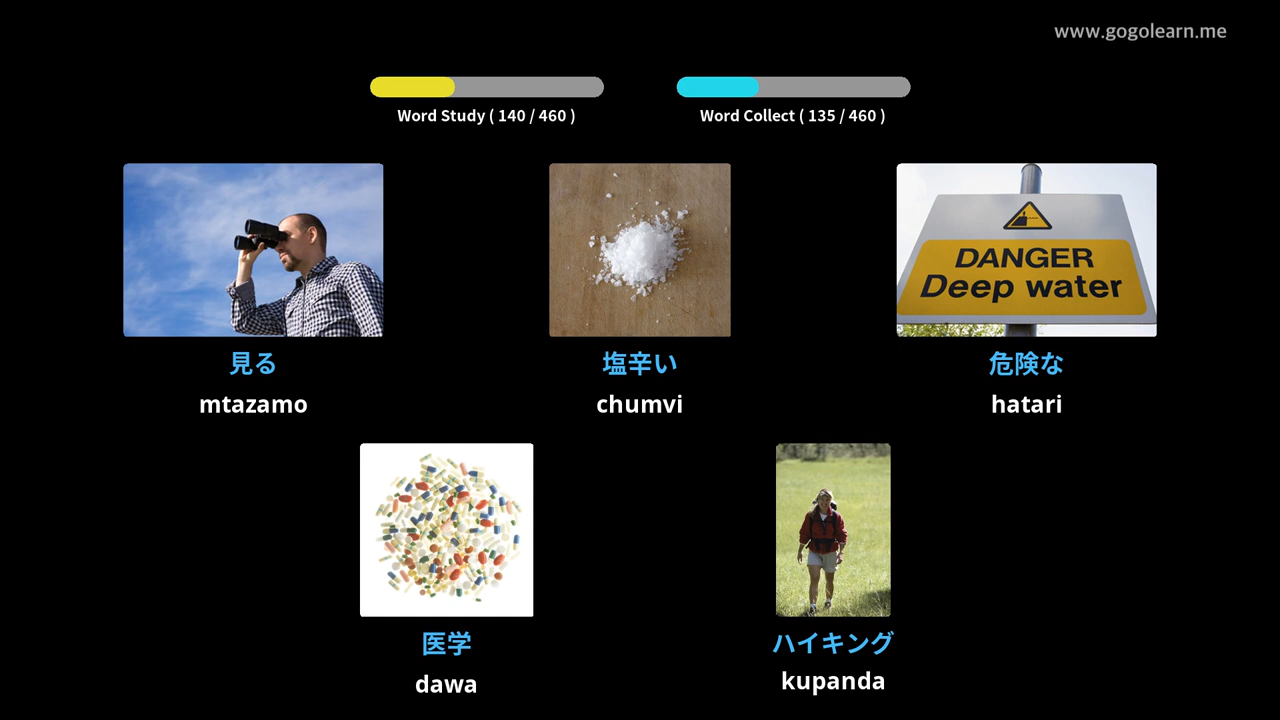 www.gogolearn.me
Word Study ( 140 / 460 )
Word Collect ( 135 / 460 )
DANGER
Deep water
見る
塩辛い
危険な
mtazamo
chumvi
hatari
医学
ハイキング
dawa
kupanda